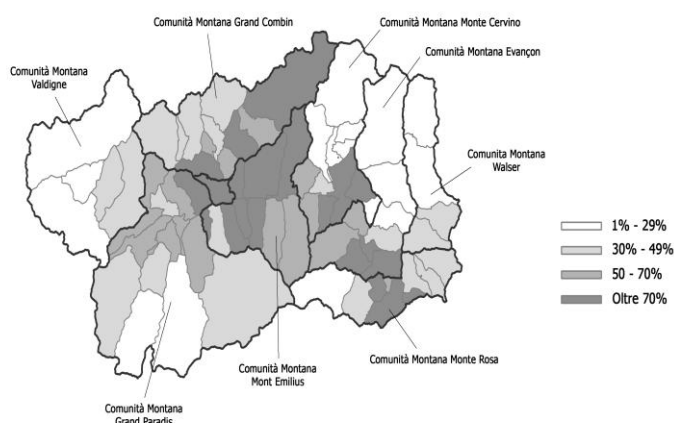 Comunità Montana Grand Combin
Comunità Montana Monte Cervino
Comunità Montana Evançon
Comunità Montana
Valdigne
Comunita Montana
Walser
1% - 29%
30% - 49%
50 - 70%
Oltre 70%
Comunità Montana Monte Rosa
Comunità Montana
Mont Emilius
Comunità Montana
Grand Paradis